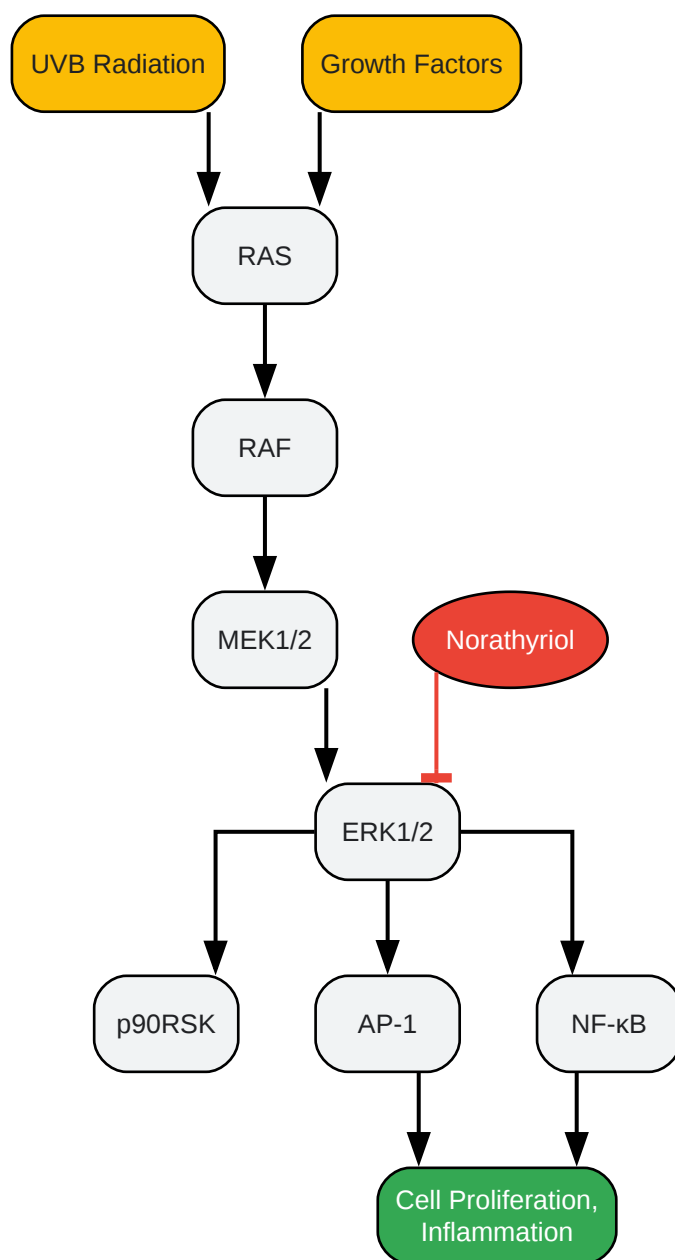 UVB Radiation
Growth Factors
RAS
RAF
MEK1/2
Norathyriol
ERK1/2
p90RSK
AP-1
NF-κB
Cell Proliferation,
Inflammation